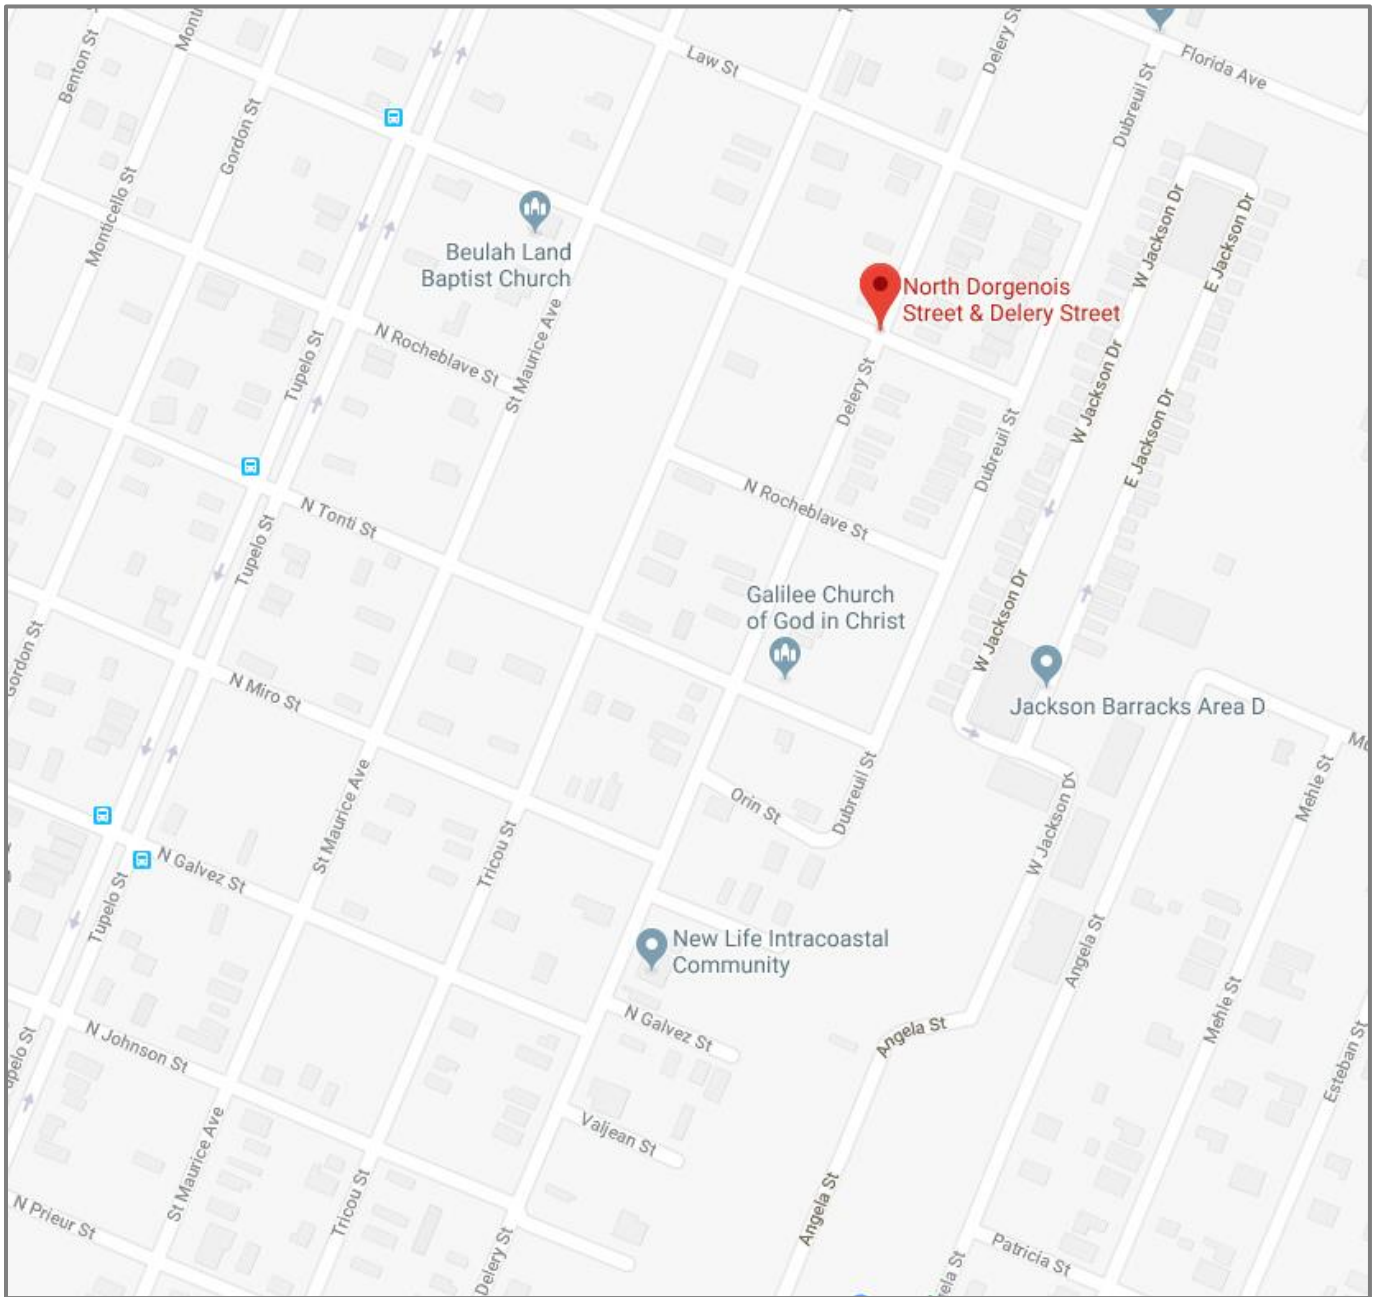 Benton St
Monti
Delery St
Law St
Florida Ave
Gordon St
Dubreuil St
Monticello St
W Jackson Dr
E Jackson Dr
Beulah Land
Baptist Church
North Dorgenois
Street & Delery Street
N Rocheblave St
Tupelo St
St Maurice Ave
Delery St
W Jackson Dr
E Jackson Dr
Dubreuil St
N Rocheblave St
N Tonti St
Tupelo St
Galilee Church
of God in Christ
W Jackson Dr
Gordon St
N Miro St
Jackson Barracks Area D
Mehle St
Orin St
Dubreuil St
St Maurice Ave
Tricou St
W Jackson Dr
N Galvez St
Tupelo St
Angela St
New Life Intracoastal
Community
N Galvez St
Angela St
Mehle St
N Johnson St
upelo St
Esteban St
Valjean St
St Maurice Ave
Tricou St
Angela St
N Prieur St
Delery St
Patricia St
ela St